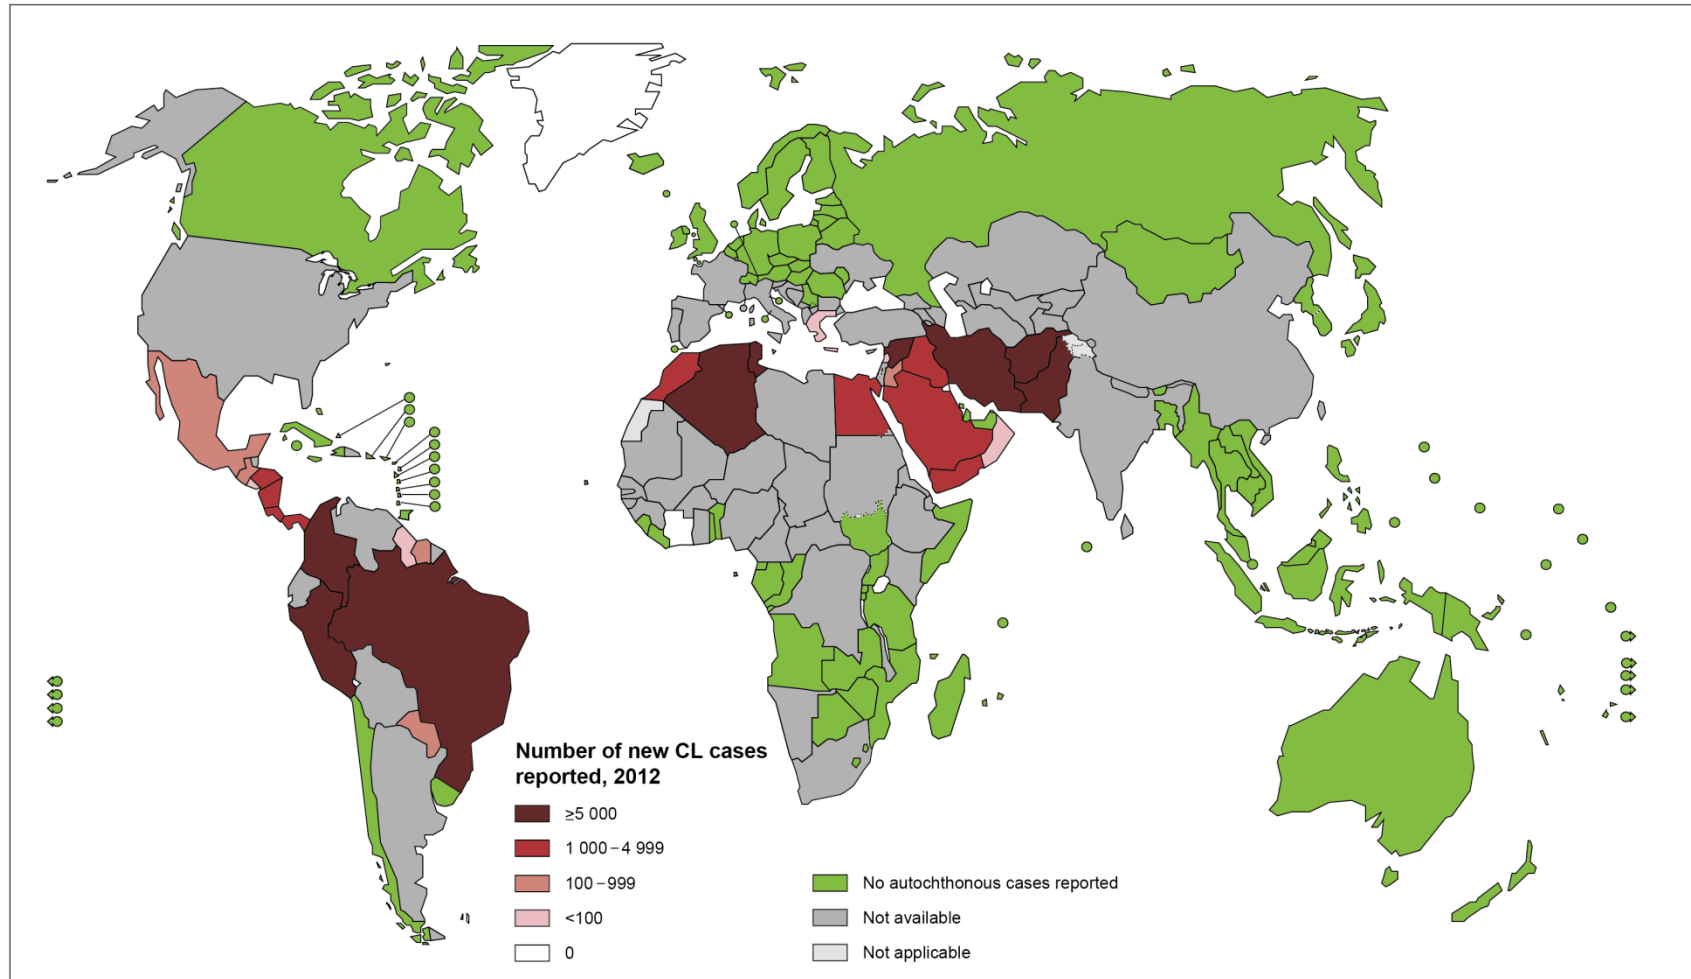 Number of new CL cases
reported, 2012
≥5 000
1 000–4 999
100–999
<100
0
No autochthonous cases reported
Not available
Not applicable